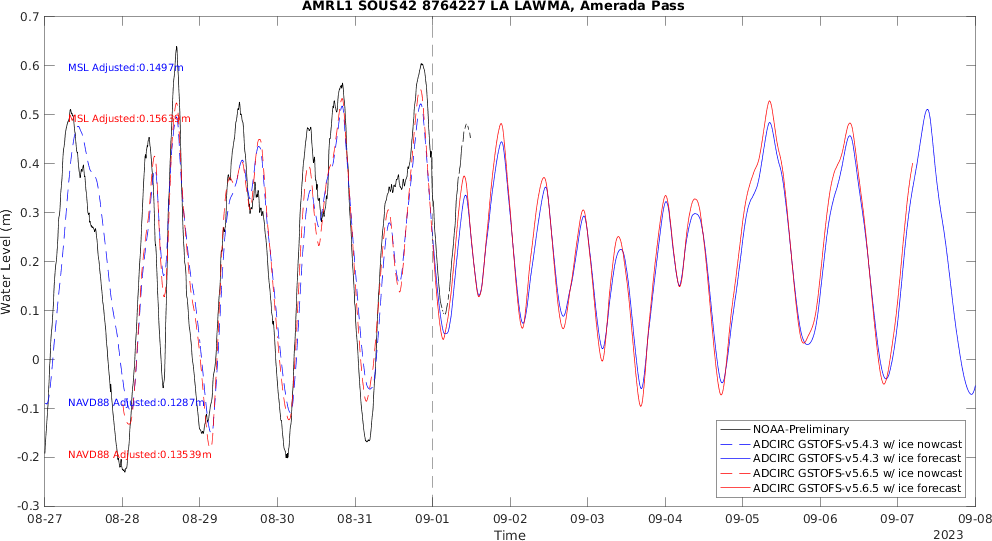 AMRL1 SOUS42 8764227 LA LAWMA, Amerada Pass
Water Level (m)
0.7
0.6
0.5
0.4
0.3
0.2
0.1
0
-0.1
-0.2
-0.3
MSL Adjusted:0.1497m
MSL Adjusted:0.15639m
NAVD88 Adjusted:0.1287m
NAVD88 Adjusted:0.13539m
NOAA-Preliminary
ADCIRC GSTOFS-v5.4.3 w/ ice nowcast
ADCIRC GSTOFS-v5.4.3 w/ ice forecast
ADCIRC GSTOFS-v5.6.5 w/ ice nowcast
ADCIRC GSTOFS-v5.6.5 w/ ice forecast
08-27 08-28 08-29 08-30 08-31 09-01 09-02 09-03 09-04 09-05 09-06 09-07 09-08
Time
2023